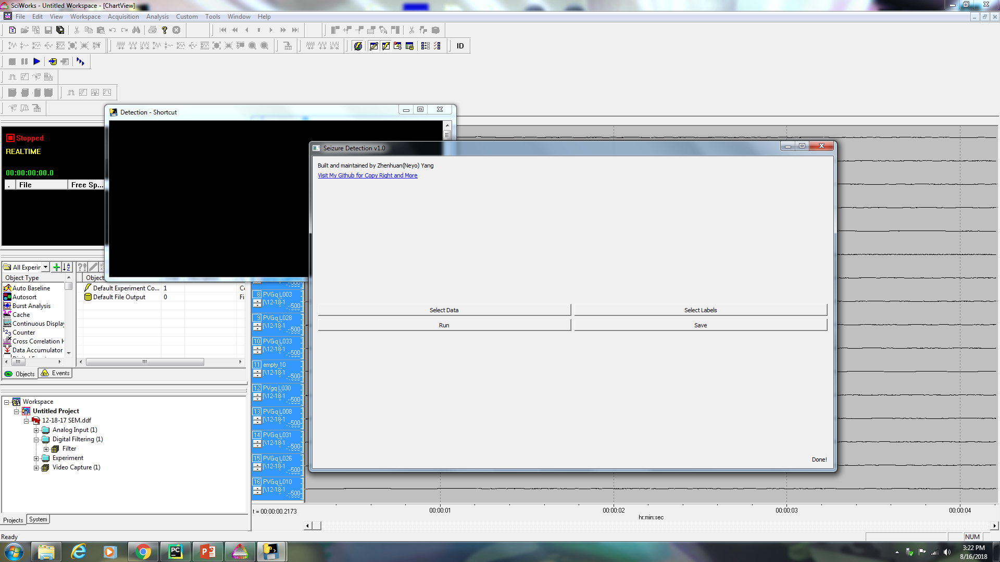 SciWorks - Untitled Workspace - [ChartView]
File Edit View Workspace Acquisition Analysis Custom Tools Window Help
ID
Detection - Shortcut
Stopped
REALTIME
00:00:00:00.0
. File Free Sp...
Seizure Detection v1.0
Built and maintained by Zhenhuan(Neyo) Yang
Visit My Github for Copy Right and More
Select Data Select Labels
Run Save
Done!
All Experir
Object Type Object
Auto Baseline
Autosort
Burst Analysis
Cache
Continuous Display
Counter
Cross Correlation H
Data Accumulator
Default Experiment Co... 1
Default File Output 0 Fi
Objects Events
8 PVGq L003
[\12-18-1 -500
9 PVGq L028
[\12-18-1 -500
10 PVGq L033
[\12-18-1 -500
11 empty 10
[\12-18-1 -500
12 PVgq L030
[\12-18-1 -500
13 PVGq L008
[\12-18-1 -500
14 PVGq L031
[\12-18-1 -500
15 PVGq L026
[\12-18-1 -500
16 PVGq L010
[\12-18-1 -500
Workspace
Untitled Project
12-18-17 SEM.ddf
Analog Input (1)
Digital Filtering (1)
Filter
Experiment
Video Capture (1)
Projects System
t = 00:00:00.2173 00:00:01 00:00:02 00:00:03 00:00:04
hr:min:sec
Ready
NUM
3:22 PM
8/16/2018